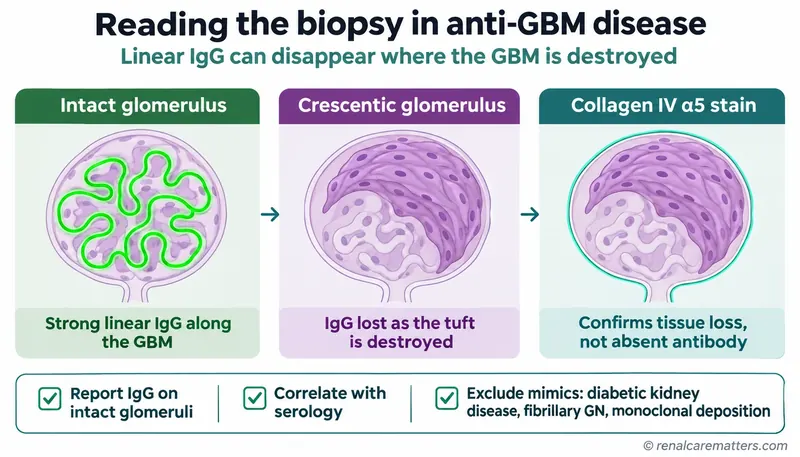 Reading the biopsy in anti-GBM disease
Linear IgG can disappear where the GBM is destroyed
Intact glomerulus
Strong linear IgG along
the GBM
Crescentic glomerulus
IgG lost as the tuft
is destroyed
Collagen IV α5 stain
Confirms tissue loss,
not absent antibody
Report IgG on
intact glomeruli
Correlate with
serology
Exclude mimics: diabetic kidney
disease, fibrillary GN, monoclonal deposition
© renalcarematters.com